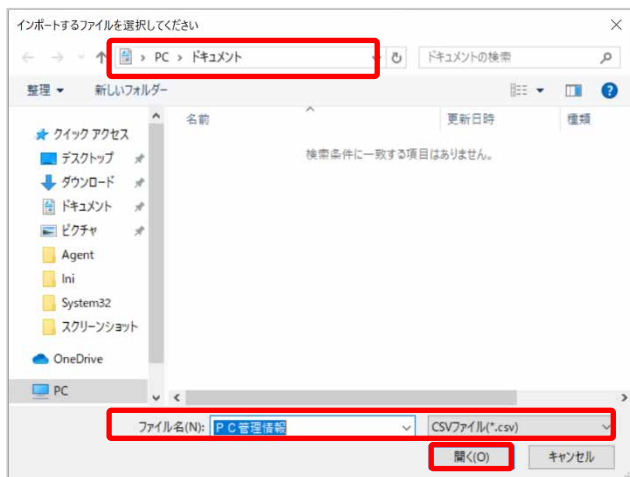 インポートするファイルを選択してください
PC › ドキュメント
ドキュメントの検索
整理 新しいフォルダー
名前 更新日時 種類
検索条件に一致する項目はありません。
クイック アクセス
デスクトップ
ダウンロード
ドキュメント
ピクチャ
Agent
Ini
System32
スクリーンショット
OneDrive
PC
ファイル名(N): ＰＣ管理情報 CSVファイル(*.csv)
開く(O) キャンセル